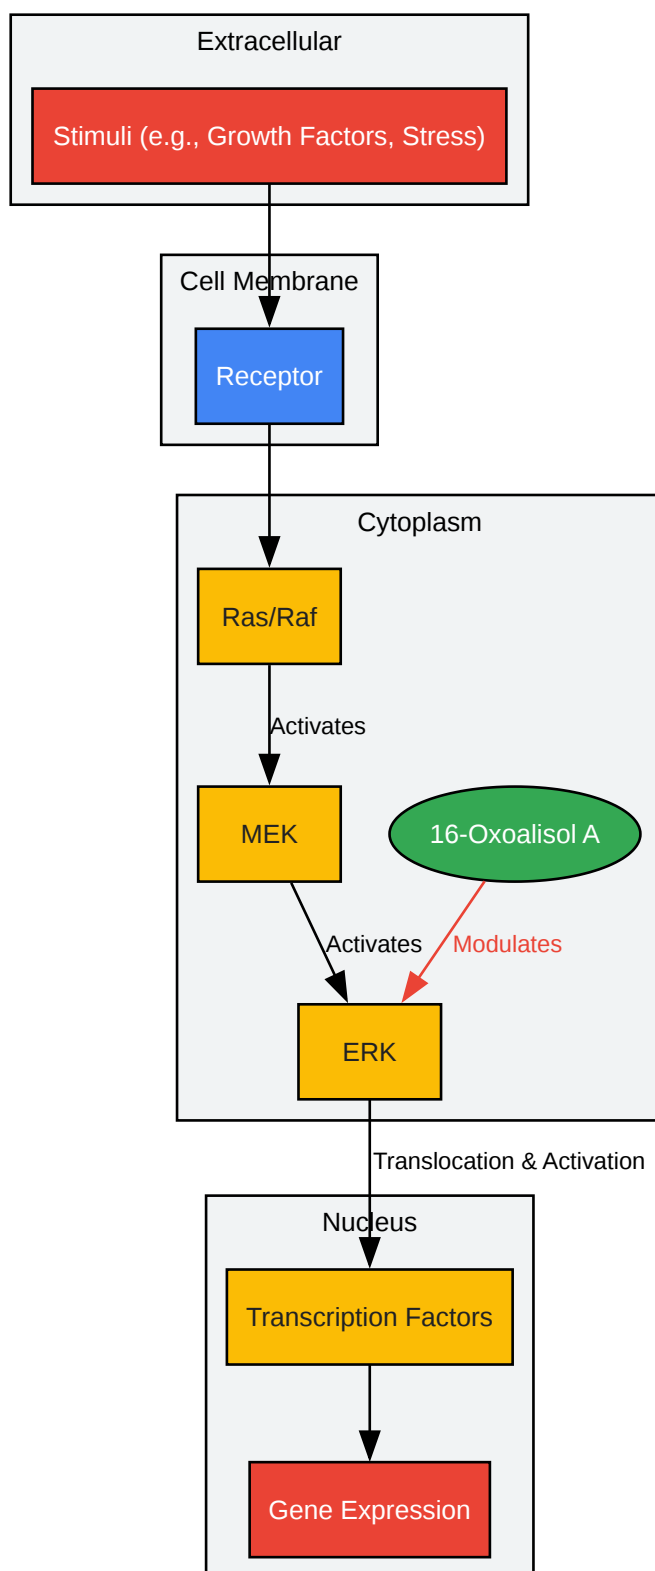 Extracellular
Stimuli (e.g., Growth Factors, Stress)
Cell Membrane
Receptor
Cytoplasm
Ras/Raf
Activates
MEK
16-Oxoalisol A
Activates
Modulates
ERK
Translocation & Activation
Nucleus
Transcription Factors
Gene Expression